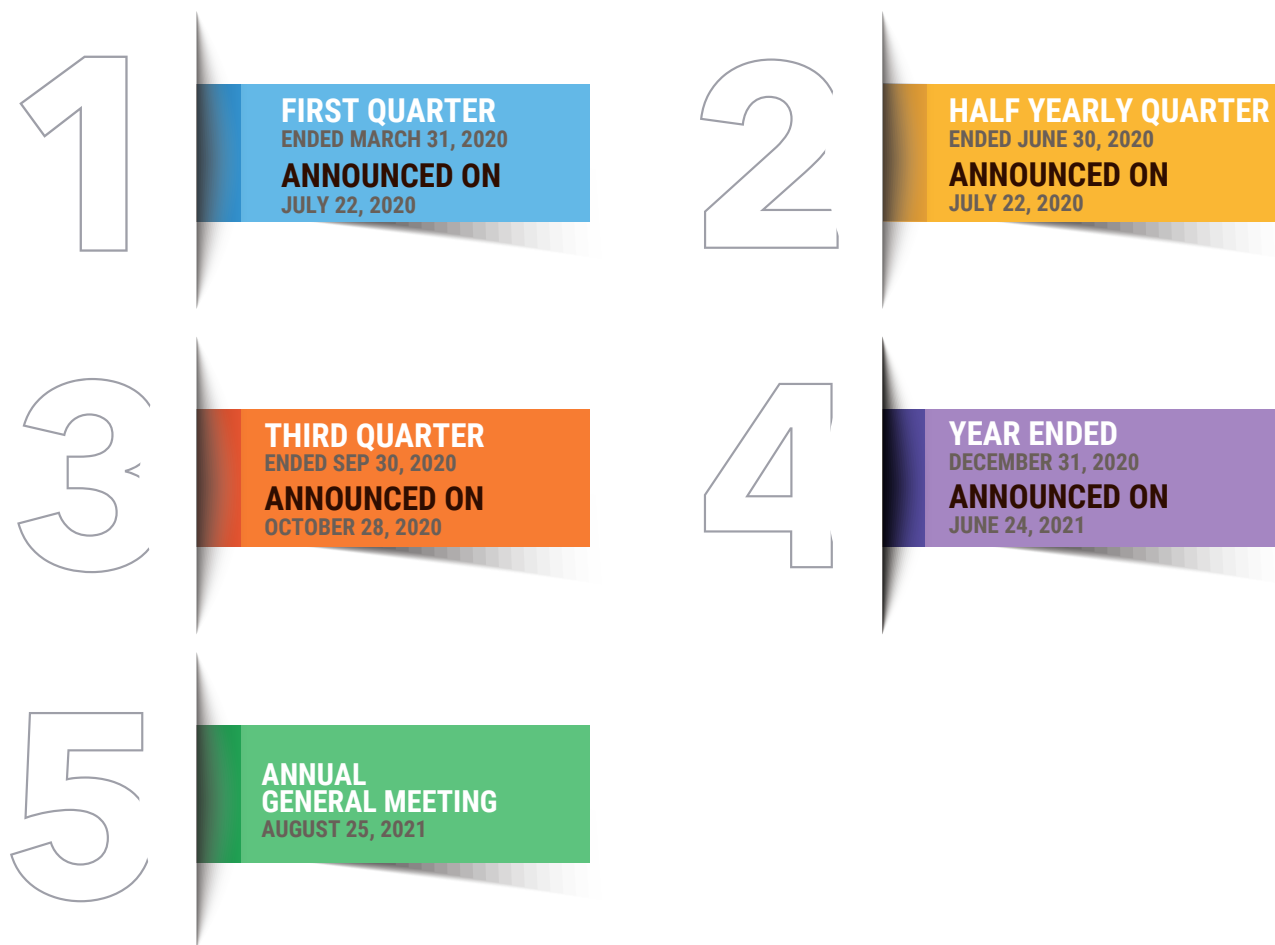 1
FIRST QUARTER
ENDED MARCH 31, 2020
ANNOUNCED ON
JULY 22, 2020
2
HALF YEARLY QUARTER
ENDED JUNE 30, 2020
ANNOUNCED ON
JULY 22, 2020
3
THIRD QUARTER
ENDED SEP 30, 2020
ANNOUNCED ON
OCTOBER 28, 2020
4
YEAR ENDED
DECEMBER 31, 2020
ANNOUNCED ON
JUNE 24, 2021
5
ANNUAL
GENERAL MEETING
AUGUST 25, 2021